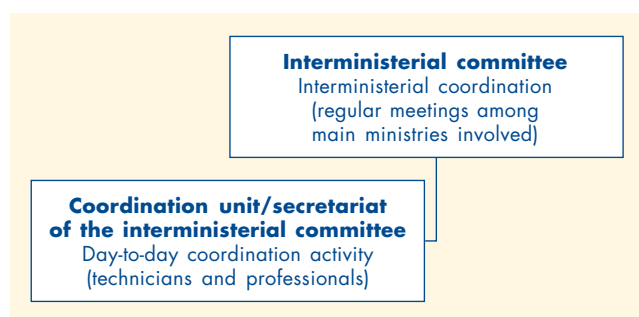 Interministerial committee
Interministerial coordination
(regular meetings among
main ministries involved)
Coordination unit/secretariat
of the interministerial committee
Day-to-day coordination activity
(technicians and professionals)